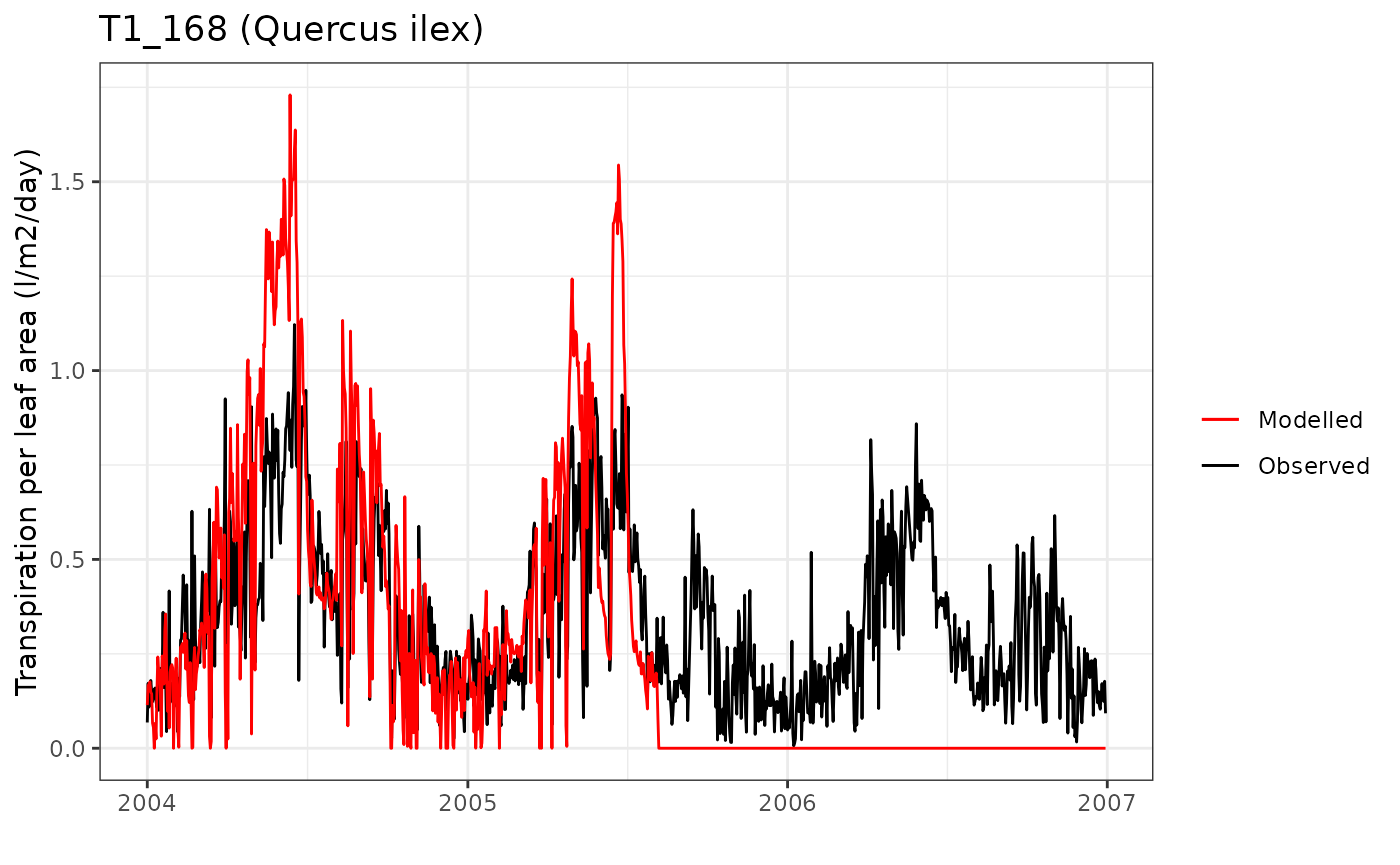 T1_168 (Quercus ilex)
Transpiration per leaf area (l/m2/day)
1.5
1.0
0.5
0.0
2004
2005
2006
2007
Modelled
Observed